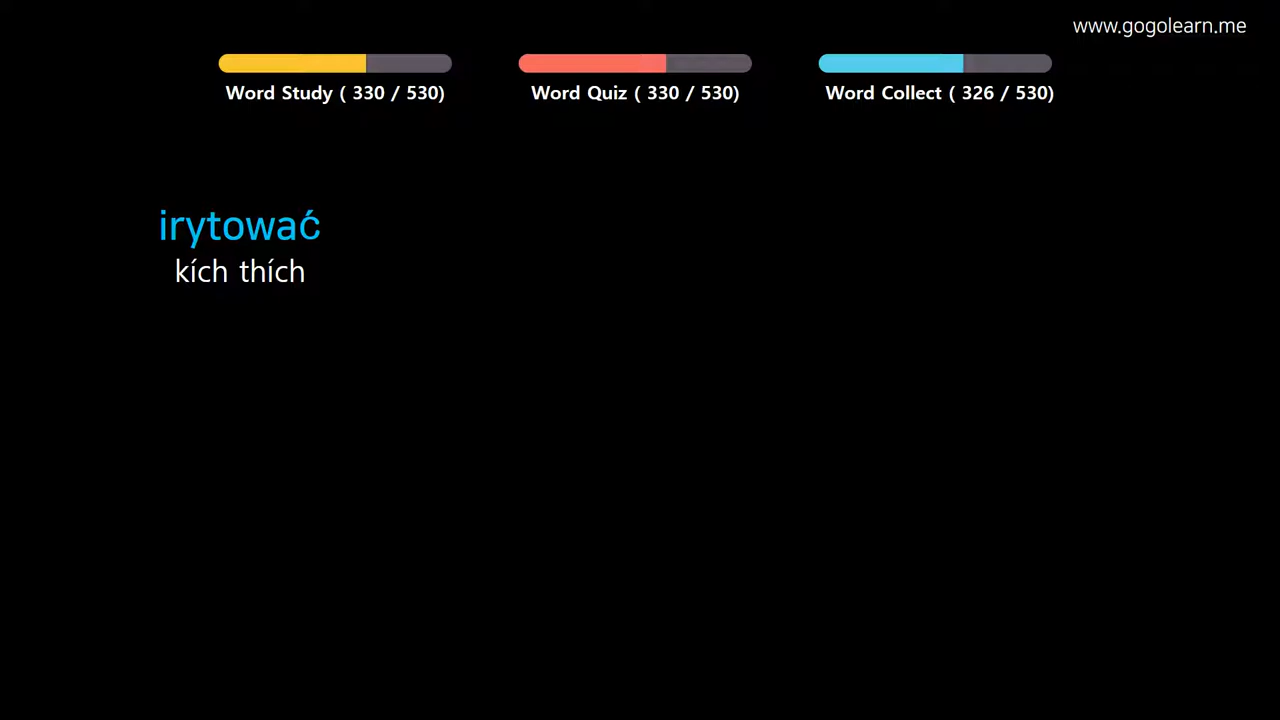 www.gogolearn.me
Word Study ( 330 / 530)
Word Quiz ( 330 / 530)
Word Collect ( 326 / 530)
irytować
kích thích